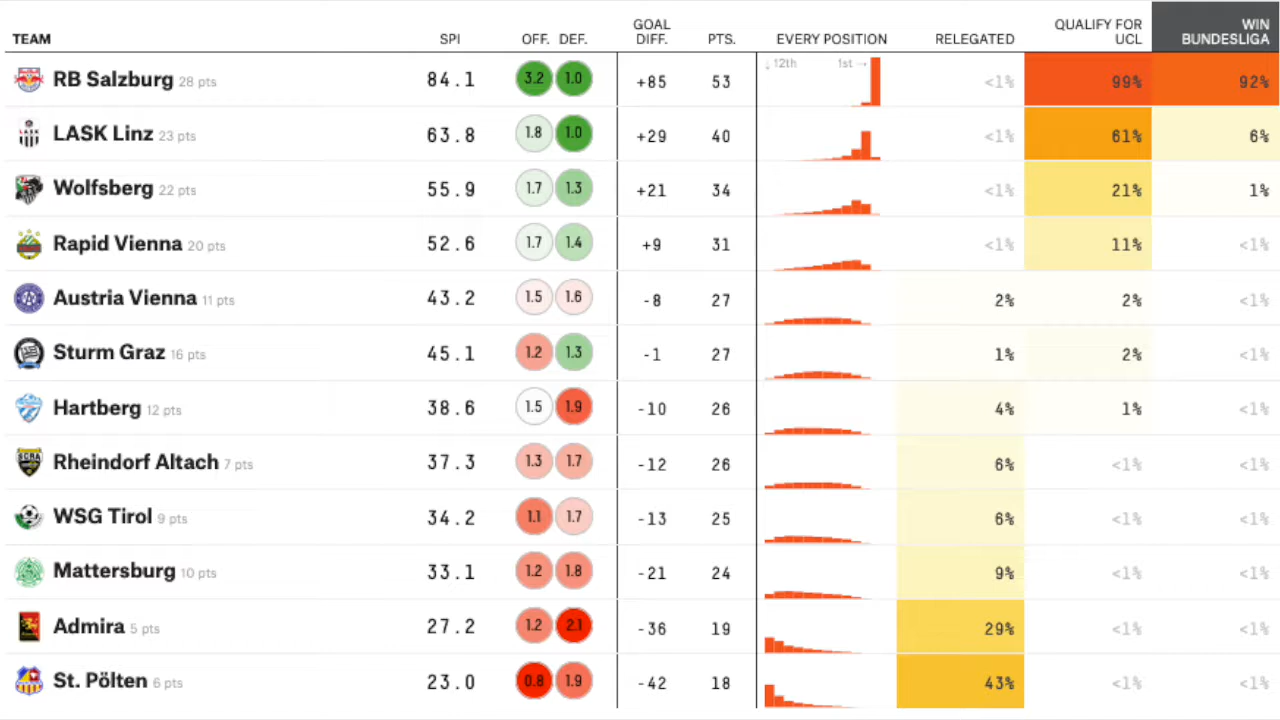 TEAM SPI OFF. DEF. GOAL DIFF. PTS. EVERY POSITION RELEGATED QUALIFY FOR UCL WIN BUNDESLIGA
↓ 12th 1st →
RB Salzburg 28 pts 84.1 3.2 1.0 +85 53 <1% 99% 92%
LASK Linz 23 pts 63.8 1.8 1.0 +29 40 <1% 61% 6%
Wolfsberg 22 pts 55.9 1.7 1.3 +21 34 <1% 21% 1%
Rapid Vienna 20 pts 52.6 1.7 1.4 +9 31 <1% 11% <1%
Austria Vienna 11 pts 43.2 1.5 1.6 -8 27 2% 2% <1%
Sturm Graz 16 pts 45.1 1.2 1.3 -1 27 1% 2% <1%
Hartberg 12 pts 38.6 1.5 1.9 -10 26 4% 1% <1%
Rheindorf Altach 7 pts 37.3 1.3 1.7 -12 26 6% <1% <1%
WSG Tirol 9 pts 34.2 1.1 1.7 -13 25 6% <1% <1%
Mattersburg 10 pts 33.1 1.2 1.8 -21 24 9% <1% <1%
Admira 5 pts 27.2 1.2 2.1 -36 19 29% <1% <1%
St. Pölten 6 pts 23.0 0.8 1.9 -42 18 43% <1% <1%